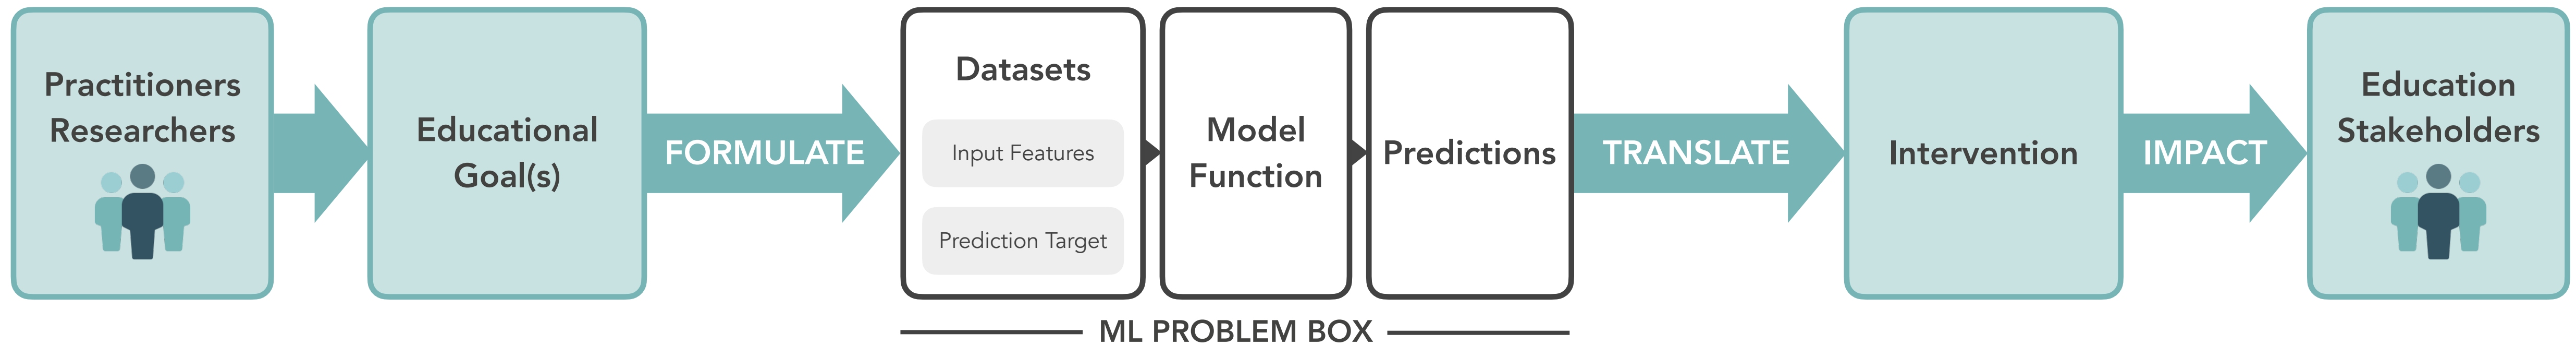 Practitioners
Researchers
Educational
Goal(s)
FORMULATE
Datasets
Input Features
Prediction Target
Model
Function
Predictions
ML PROBLEM BOX
TRANSLATE
Intervention
IMPACT
Education
Stakeholders